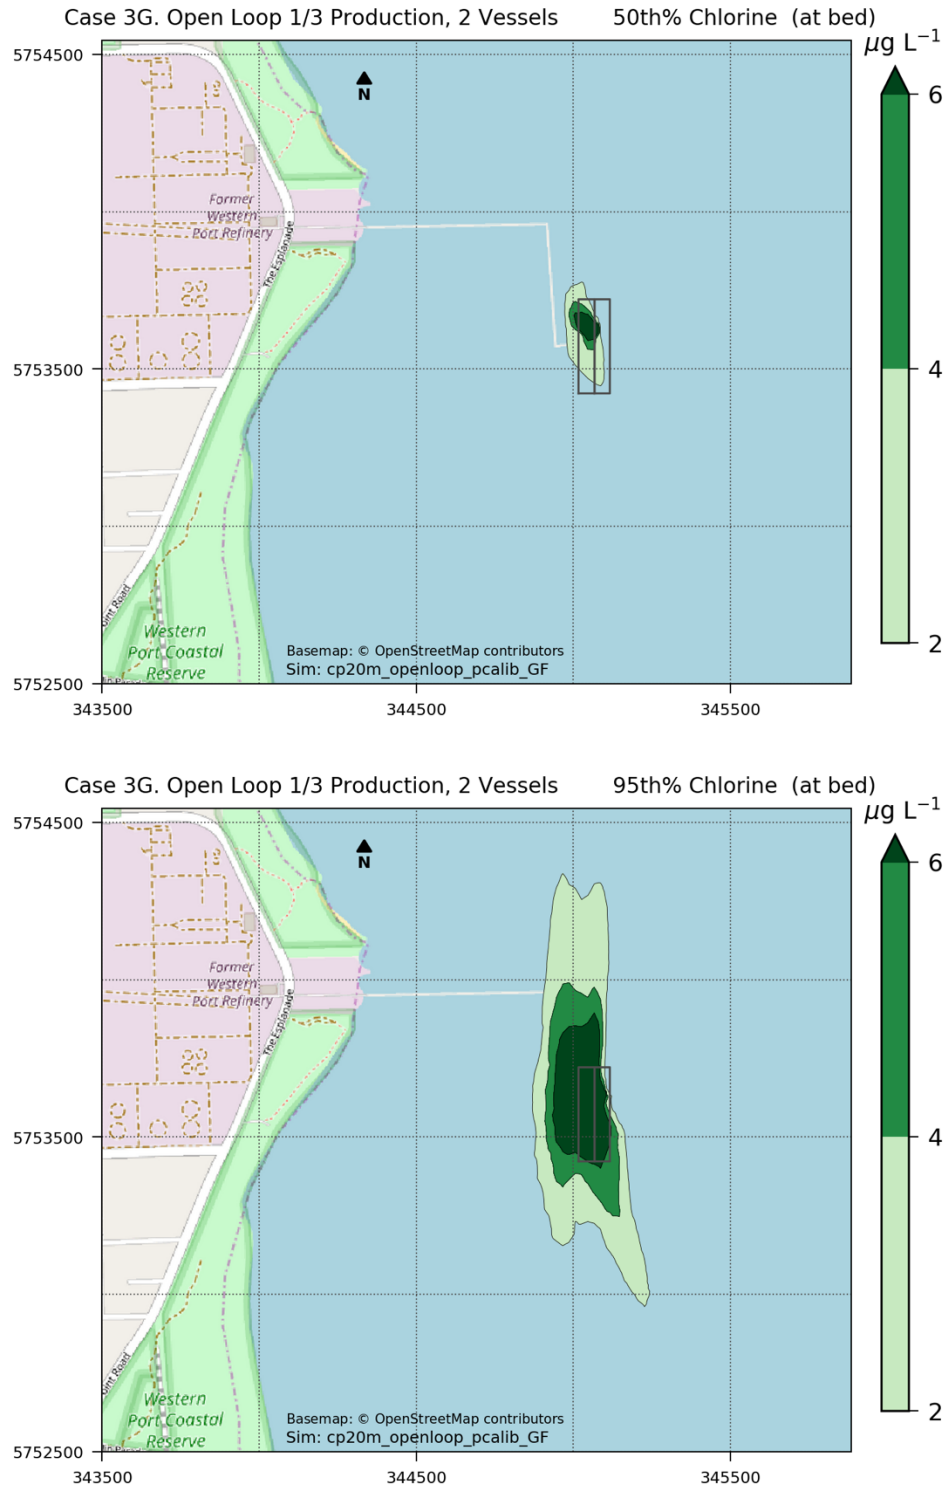 Case 3G. Open Loop 1/3 Production, 2 Vessels 50th% Chlorine (at bed)
μg L⁻¹
5754500
6
N
Former
Western
Port Refinery
The Esplanade
4
5753500
Western
Port Coastal
Reserve
Basemap: © OpenStreetMap contributors
Sim: cp20m_openloop_pcalib_GF
2
5752500
343500 344500 345500
Case 3G. Open Loop 1/3 Production, 2 Vessels 95th% Chlorine (at bed)
μg L⁻¹
5754500
6
N
Former
Western
Port Refinery
The Esplanade
4
5753500
Road
Western
Port Coastal
Reserve
Basemap: © OpenStreetMap contributors
Sim: cp20m_openloop_pcalib_GF
2
5752500
343500 344500 345500